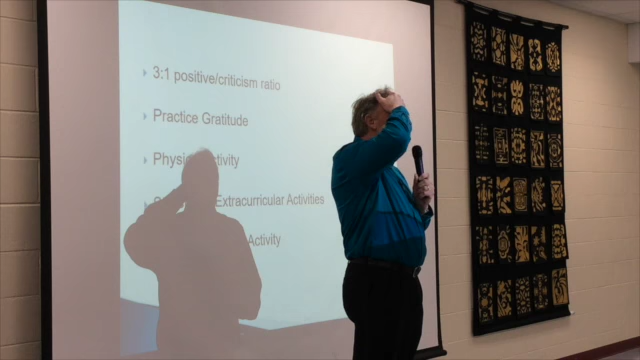 3:1 positive/criticism ratio
Practice Gratitude
Extracurricular Activities
Activity